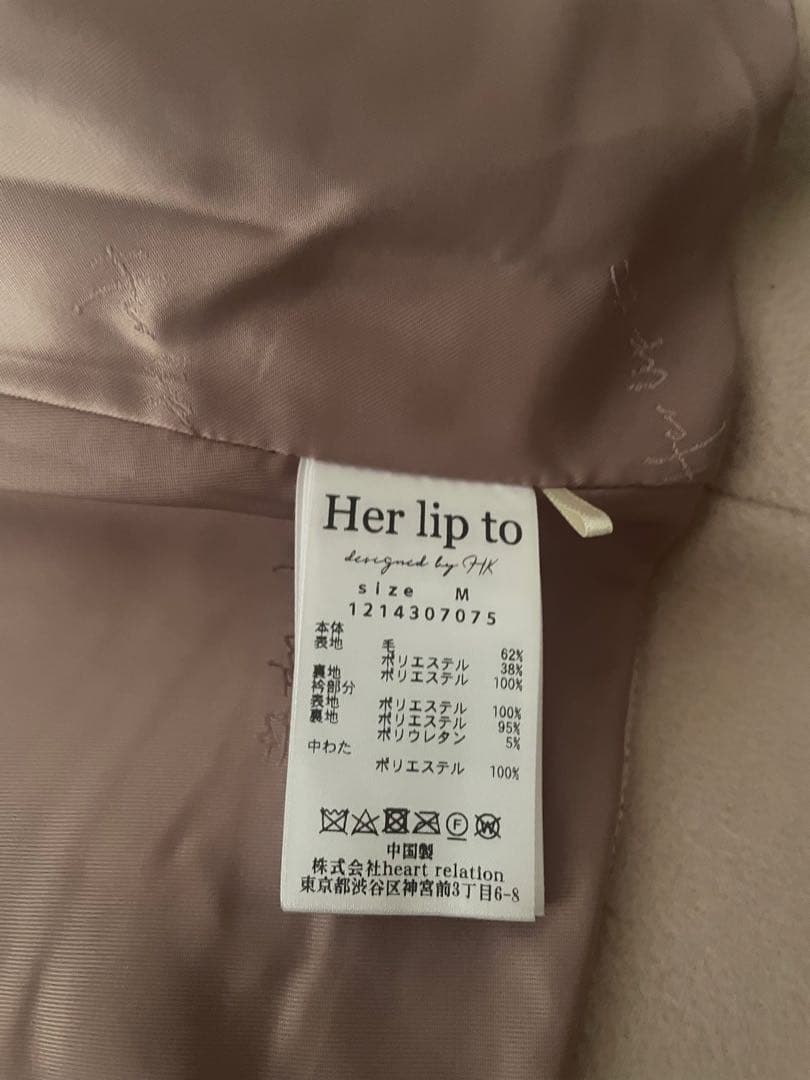 Her lip to
designed by HK
size M
1214307075
本体
表地 毛 62%
ポリエステル 38%
裏地 ポリエステル 100%
衿部分
表地 ポリエステル 100%
裏地 ポリエステル 95%
ポリウレタン 5%
中わた
ポリエステル 100%
F W
中国製
株式会社heart relation
東京都渋谷区神宮前3丁目6-8